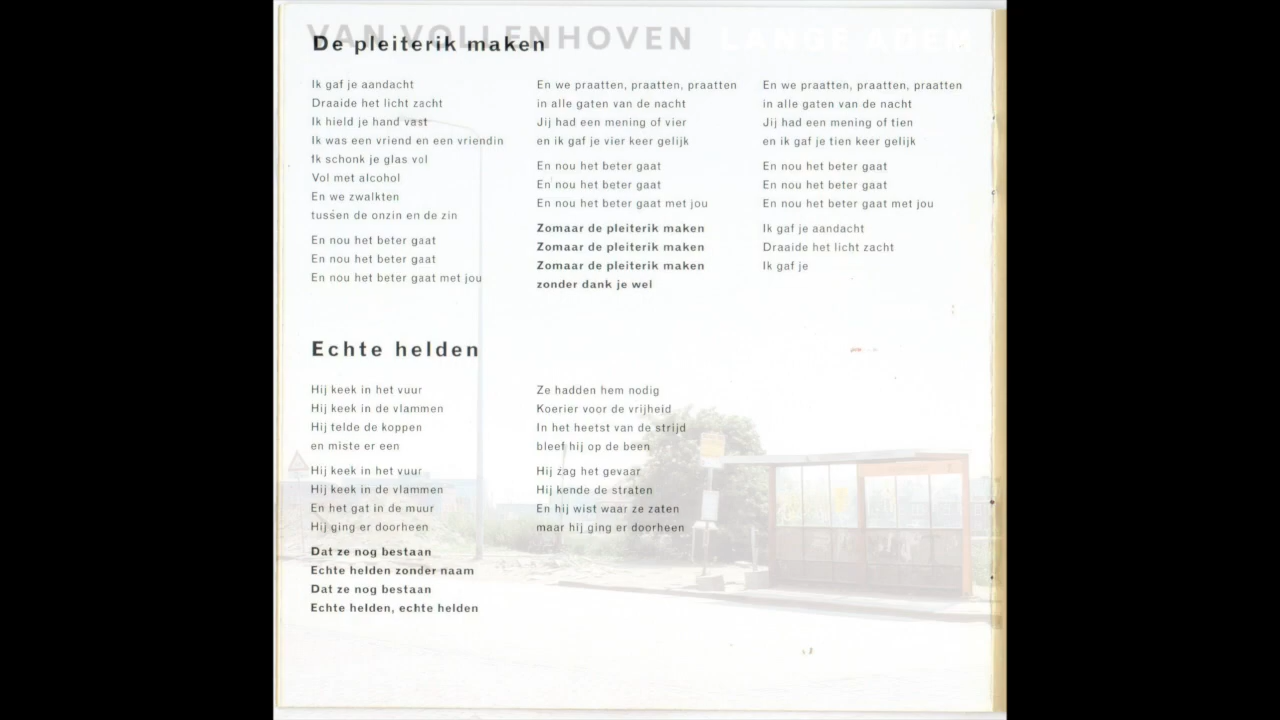 VAN VOLLENHOVEN LANGE ADEM
De pleiterik maken
Ik gaf je aandacht
Draaide het licht zacht
Ik hield je hand vast
Ik was een vriend en een vriendin
Ik schonk je glas vol
Vol met alcohol
En we zwalkten
tussen de onzin en de zin
En nou het beter gaat
En nou het beter gaat
En nou het beter gaat met jou
En we praatten, praatten, praatten
in alle gaten van de nacht
Jij had een mening of vier
en ik gaf je vier keer gelijk
En nou het beter gaat
En nou het beter gaat
En nou het beter gaat met jou
Zomaar de pleiterik maken
Zomaar de pleiterik maken
Zomaar de pleiterik maken
zonder dank je wel
En we praatten, praatten, praatten
in alle gaten van de nacht
Jij had een mening of tien
en ik gaf je tien keer gelijk
En nou het beter gaat
En nou het beter gaat
En nou het beter gaat met jou
Ik gaf je aandacht
Draaide het licht zacht
Ik gaf je
Echte helden
Hij keek in het vuur
Hij keek in de vlammen
Hij telde de koppen
en miste er een
Hij keek in het vuur
Hij keek in de vlammen
En het gat in de muur
Hij ging er doorheen
Dat ze nog bestaan
Echte helden zonder naam
Dat ze nog bestaan
Echte helden, echte helden
Ze hadden hem nodig
Koerier voor de vrijheid
In het heetst van de strijd
bleef hij op de been
Hij zag het gevaar
Hij kende de straten
En hij wist waar ze zaten
maar hij ging er doorheen